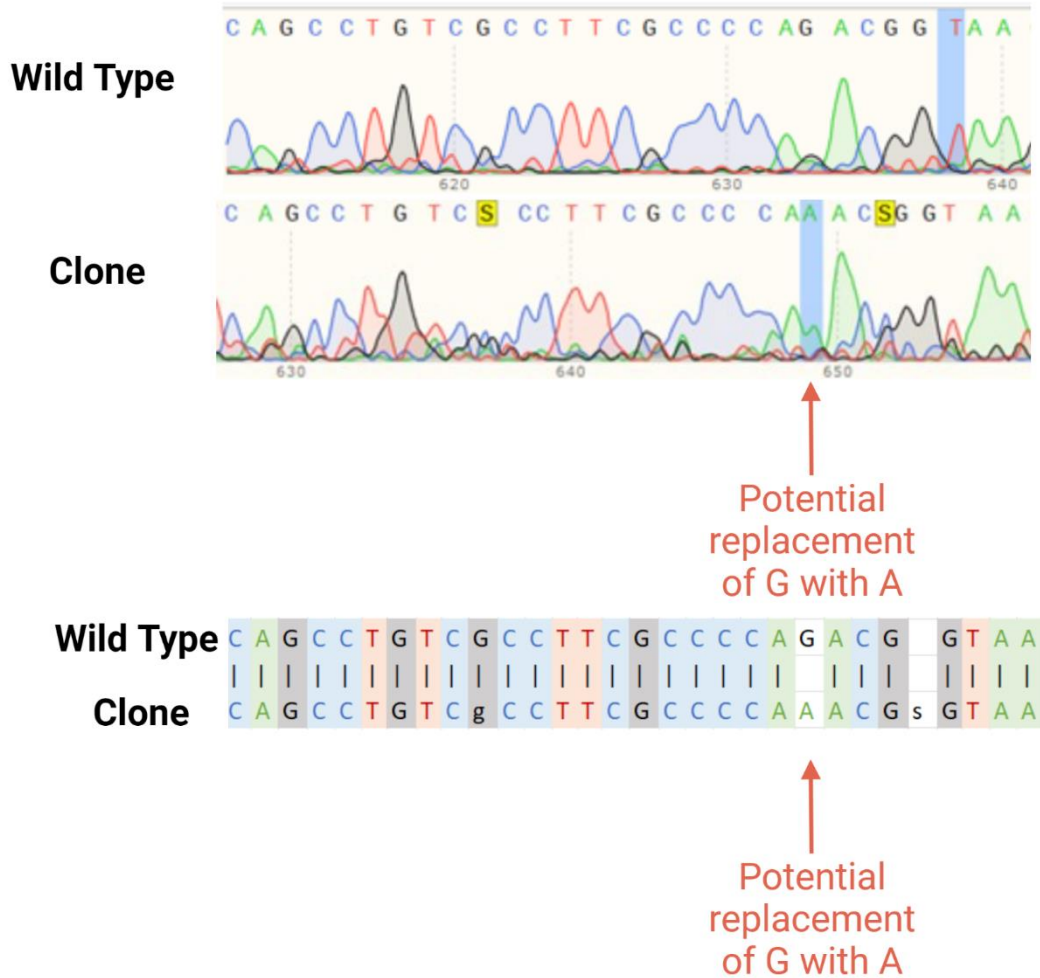 C A G C C T G T C G C C T T C G C C C C A G A C G G T A A
Wild Type
620 630 640
C A G C C T G T C S C C T T C G C C C C A A A C S G G T A A
Clone
630 640 650
Potential
replacement
of G with A
Wild Type C A G C C T G T C G C C T T C G C C C C A G A C G G T A A
| | | | | | | | | | | | | | | | | | | | | | | | | | | |
Clone C A G C C T G T C g C C T T C G C C C C A A A C G s G T A A
Potential
replacement
of G with A